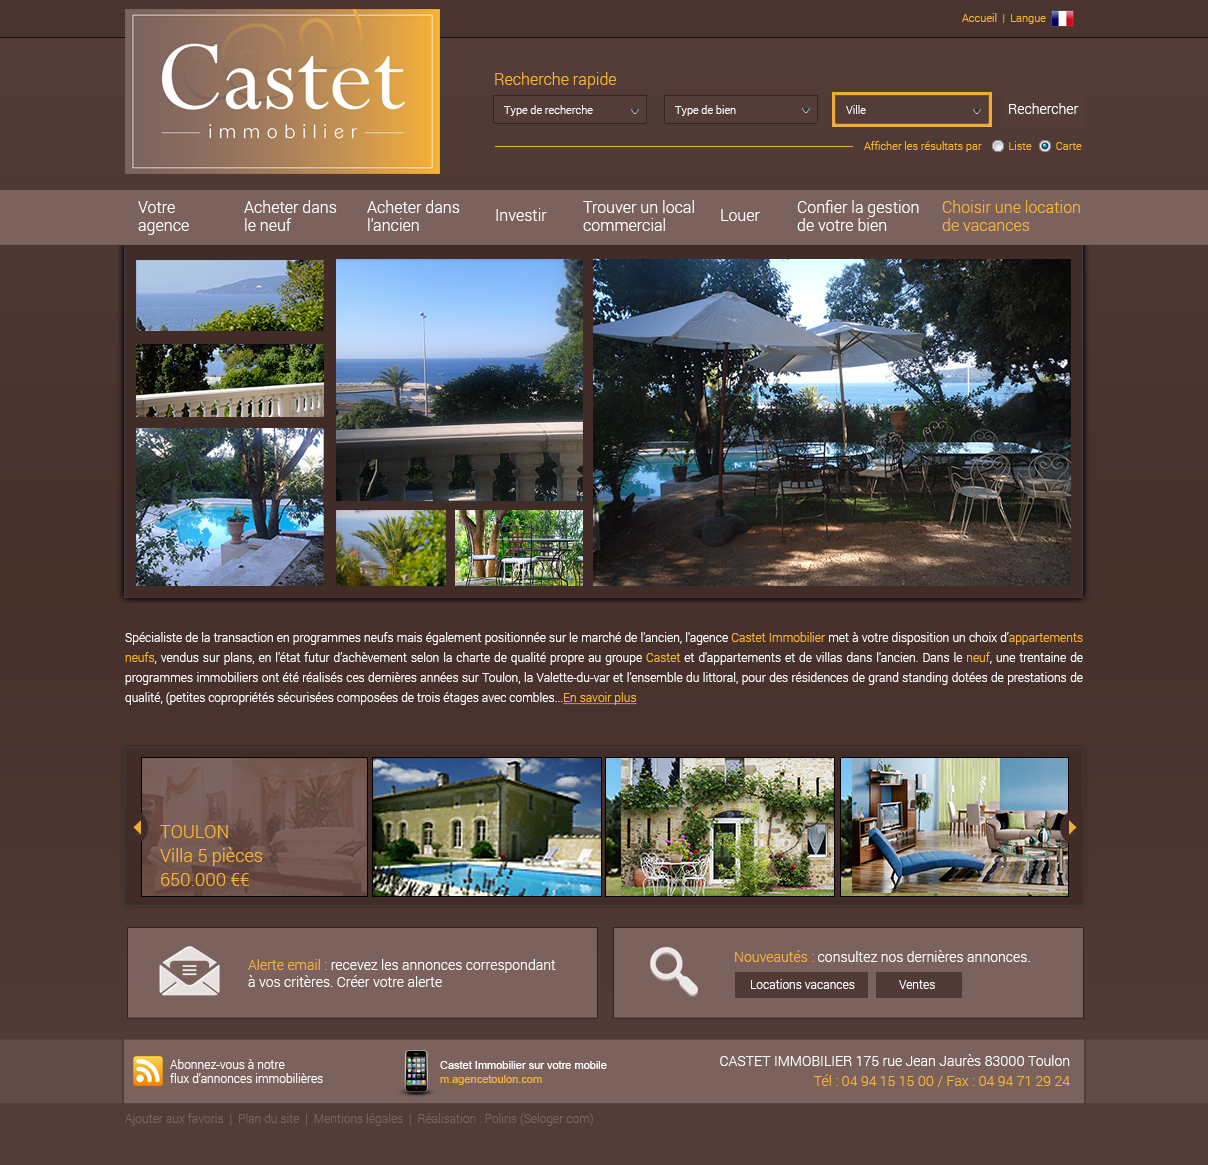 Accueil | Langue
Castet
immobilier
Recherche rapide
Type de recherche
Type de bien
Ville
Rechercher
Afficher les résultats par
Liste
Carte
Votre
agence
Acheter dans
le neuf
Acheter dans
l'ancien
Investir
Trouver un local
commercial
Louer
Confier la gestion
de votre bien
Choisir une location
de vacances
Spécialiste de la transaction en programmes neufs mais également positionnée sur le marché de l'ancien, l'agence Castet Immobilier met à votre disposition un choix d'appartements
neufs, vendus sur plans, en l'état futur d'achèvement selon la charte de qualité propre au groupe Castet et d'appartements et de villas dans l'ancien. Dans le neuf, une trentaine de
programmes immobiliers ont été réalisés ces dernières années sur Toulon, la Valette-du-var et l'ensemble du littoral, pour des résidences de grand standing dotées de prestations de
qualité, (petites copropriétés sécurisées composées de trois étages avec combles...En savoir plus
TOULON
Villa 5 pièces
650.000 €€
Alerte email : recevez les annonces correspondant
à vos critères. Créer votre alerte
Nouveautés : consultez nos dernières annonces.
Locations vacances
Ventes
Abonnez-vous à notre
flux d'annonces immobilières
Castet Immobilier sur votre mobile
m.agencetoulon.com
CASTET IMMOBILIER 175 rue Jean Jaurès 83000 Toulon
Tél : 04 94 15 15 00 / Fax : 04 94 71 29 24
Ajouter aux favoris | Plan du site | Mentions légales | Réalisation : Poliris (Seloger.com)